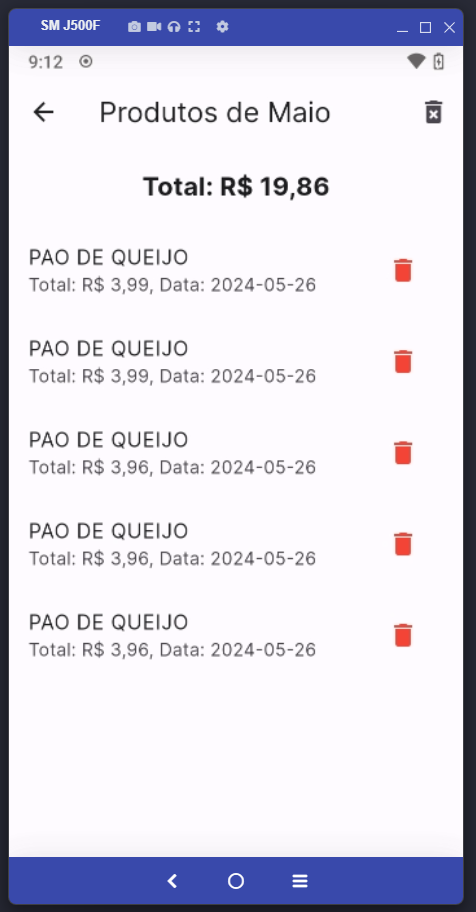 SM J500F
9:12
Produtos de Maio
Total: R$ 19,86
PAO DE QUEIJO
Total: R$ 3,99, Data: 2024-05-26
PAO DE QUEIJO
Total: R$ 3,99, Data: 2024-05-26
PAO DE QUEIJO
Total: R$ 3,96, Data: 2024-05-26
PAO DE QUEIJO
Total: R$ 3,96, Data: 2024-05-26
PAO DE QUEIJO
Total: R$ 3,96, Data: 2024-05-26